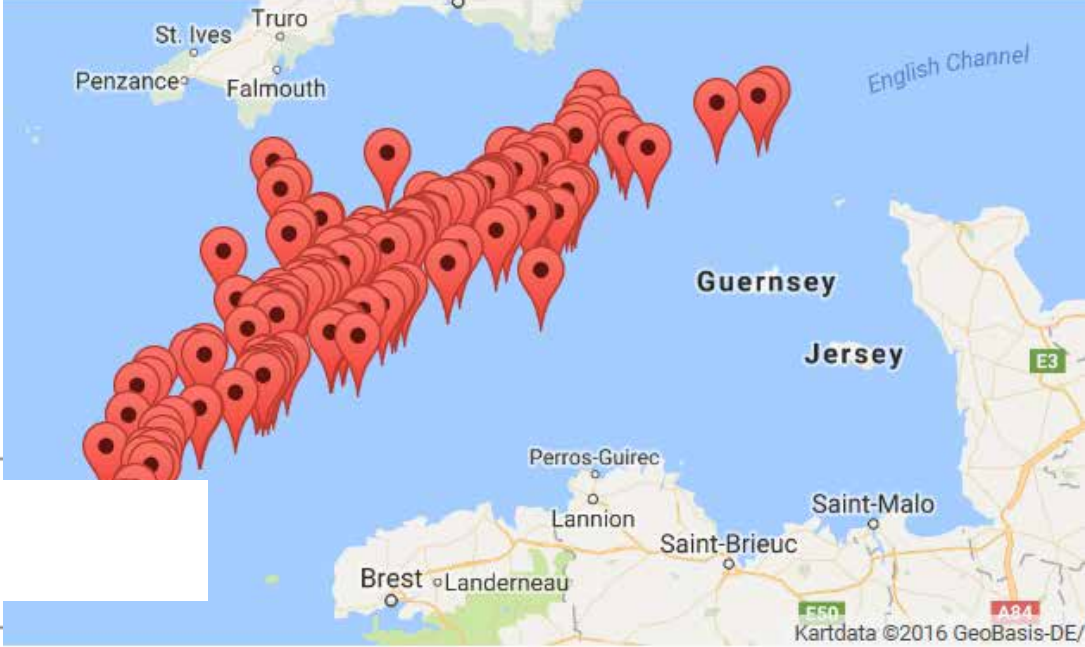 Truro
St. Ives
Penzance
Falmouth
English Channel
Guernsey
Jersey
E3
Perros-Guirec
Lannion
Saint-Malo
Saint-Brieuc
Brest
Landerneau
E50
A84
Kartdata ©2016 GeoBasis-DE/